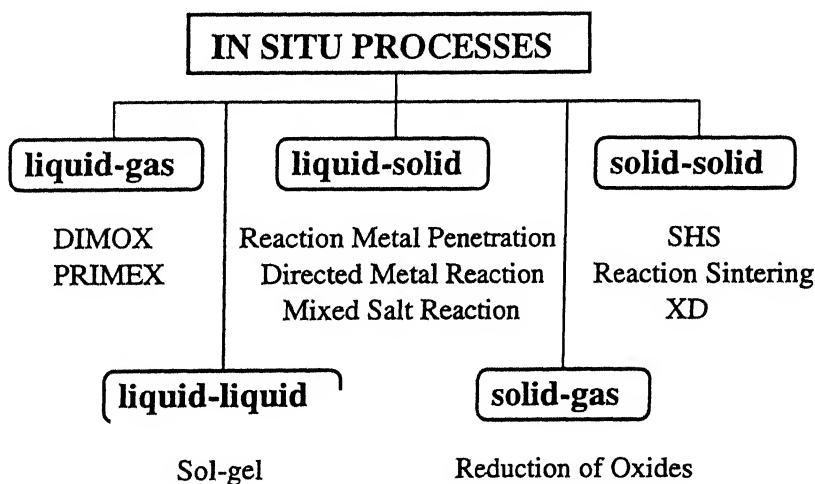 IN SITU PROCESSES
liquid-gas
liquid-solid
solid-solid
DIMOX
PRIMEX
Reaction Metal Penetration
Directed Metal Reaction
Mixed Salt Reaction
SHS
Reaction Sintering
XD
liquid-liquid
solid-gas
Sol-gel
Reduction of Oxides